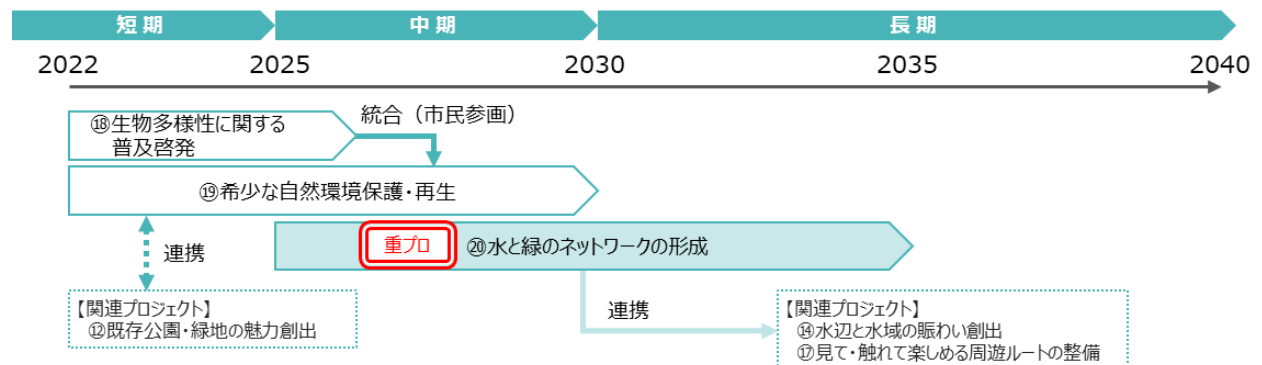 短期 中期 長期
2022 2025 2030 2035 2040
⑱生物多様性に関する
普及啓発
統合（市民参画）
⑲希少な自然環境保護・再生
連携
重プロ ⑳水と緑のネットワークの形成
【関連プロジェクト】
⑫既存公園・緑地の魅力創出
連携
【関連プロジェクト】
⑭水辺と水域の賑わい創出
⑰見て・触れて楽しめる周遊ルートの整備